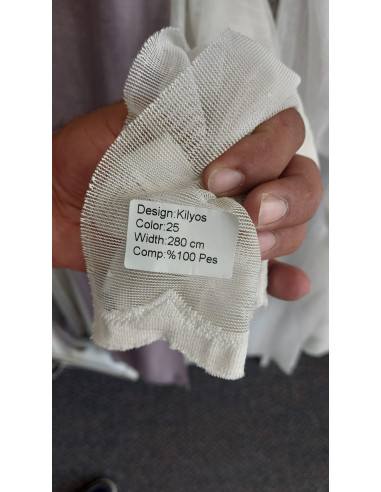 Design:Kilyos
Color:25
Width:280 cm
Comp:%100 Pes